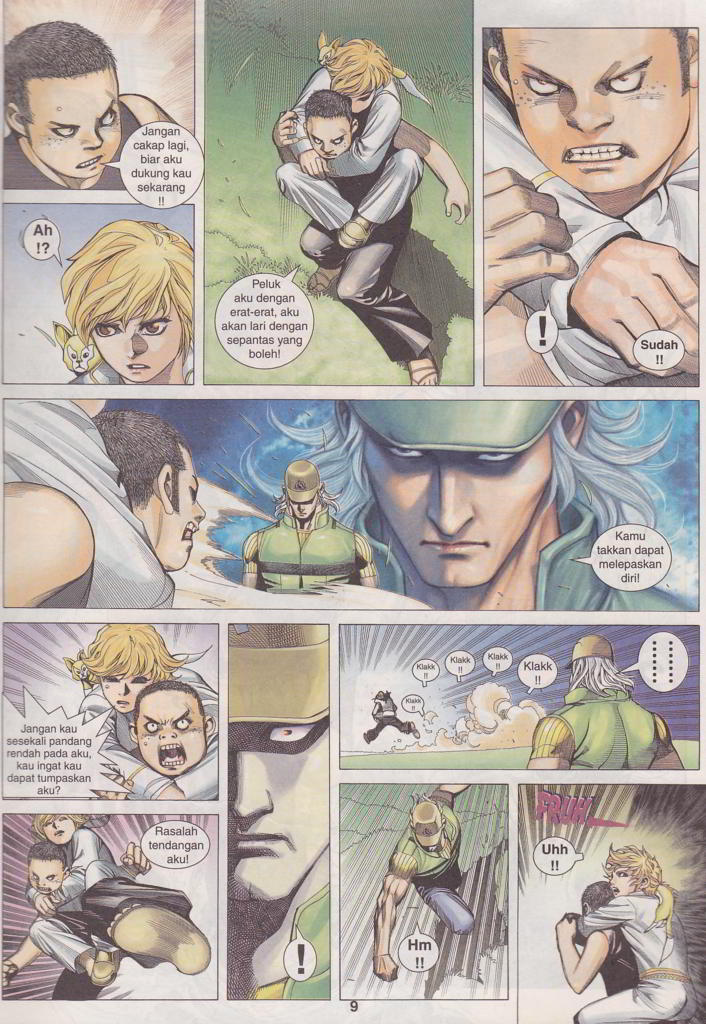 Jangan
cakap lagi,
biar aku
dukung kau
sekarang
!!
Ah
!?
Peluk
aku dengan
erat-erat, aku
akan lari dengan
sepantas yang
boleh!
!
Sudah
!!
Kamu
takkan dapat
melepaskan
diri!
Jangan kau
sesekali pandang
rendah pada aku,
kau ingat kau
dapat tumpaskan
aku?
!
Klakk
!!
Klakk
!!
Klakk
!!
Klakk
!!
Klakk
!!
......
......
Rasalah
tendangan
aku!
Hm
!!
PRUH
Uhh
!!
9